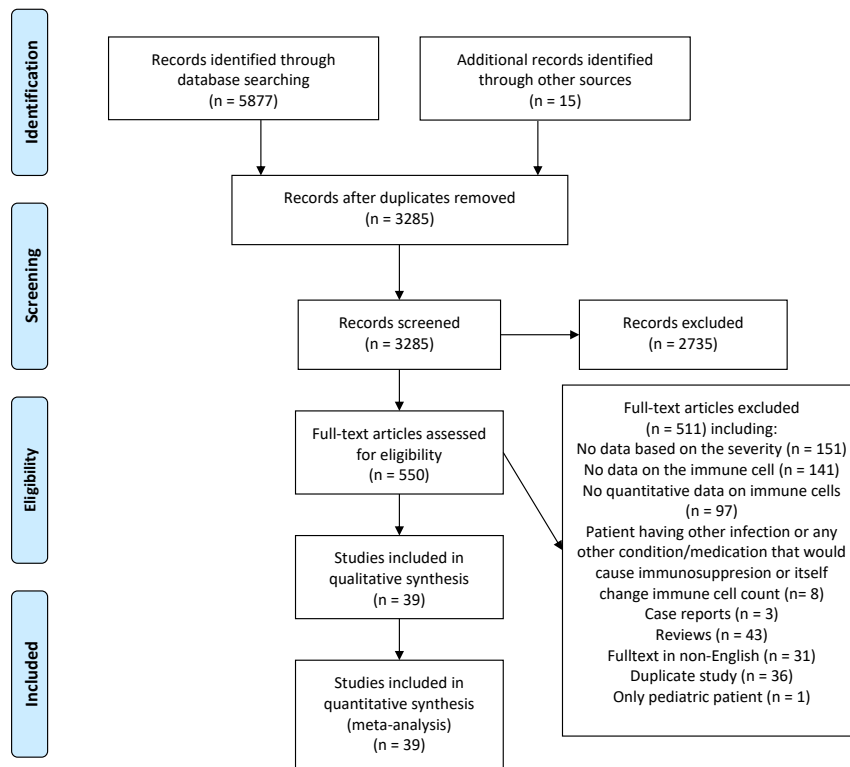 Identification
Records identified through
database searching
(n = 5877)
Additional records identified
through other sources
(n = 15)
Records after duplicates removed
(n = 3285)
Screening
Records screened
(n = 3285)
Records excluded
(n = 2735)
Eligibility
Full-text articles assessed
for eligibility
(n = 550)
Full-text articles excluded
(n = 511) including:
No data based on the severity (n = 151)
No data on the immune cell (n = 141)
No quantitative data on immune cells
(n = 97)
Patient having other infection or any
other condition/medication that would
cause immunosuppresion or itself
change immune cell count (n= 8)
Case reports (n = 3)
Reviews (n = 43)
Fulltext in non-English (n = 31)
Duplicate study (n = 36)
Only pediatric patient (n = 1)
Studies included in
qualitative synthesis
(n = 39)
Included
Studies included in
quantitative synthesis
(meta-analysis)
(n = 39)